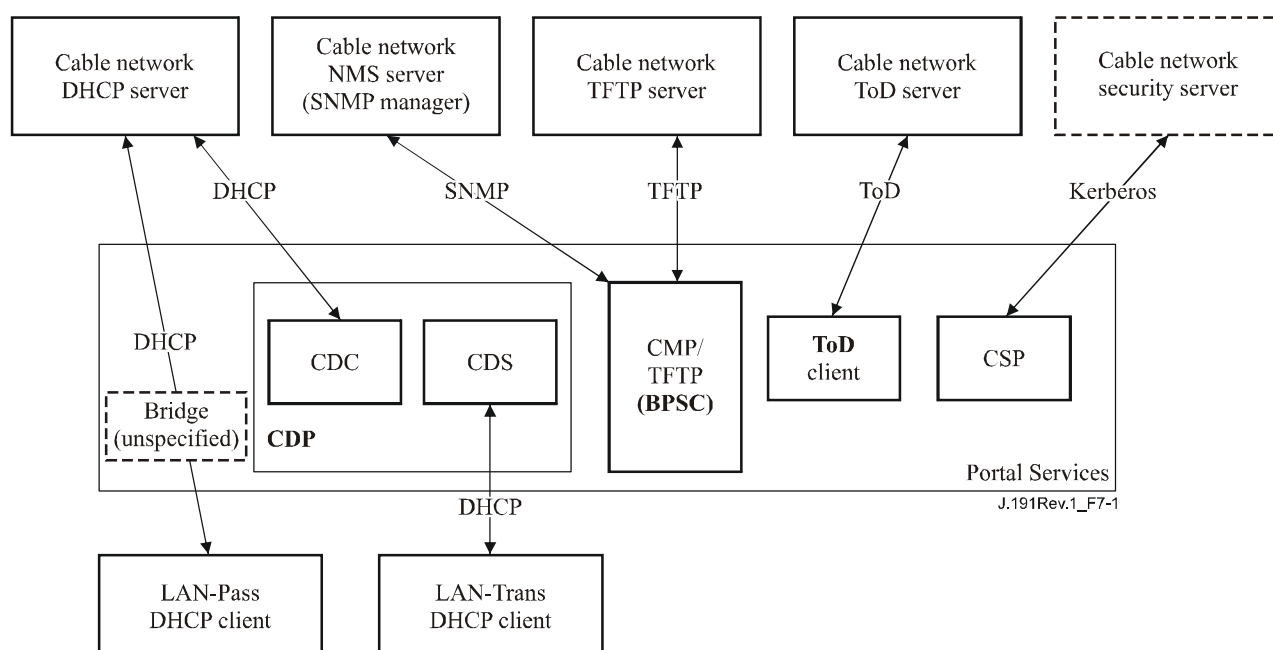 Cable network
DHCP server
Cable network
NMS server
(SNMP manager)
Cable network
TFTP server
Cable network
ToD server
Cable network
security server
DHCP
SNMP
TFTP
ToD
Kerberos
DHCP
CDC
CDS
CMP/
TFTP
(BPSC)
ToD
client
CSP
Bridge
(unspecified)
CDP
Portal Services
J.191Rev.1_F7-1
DHCP
LAN-Pass
DHCP client
LAN-Trans
DHCP client